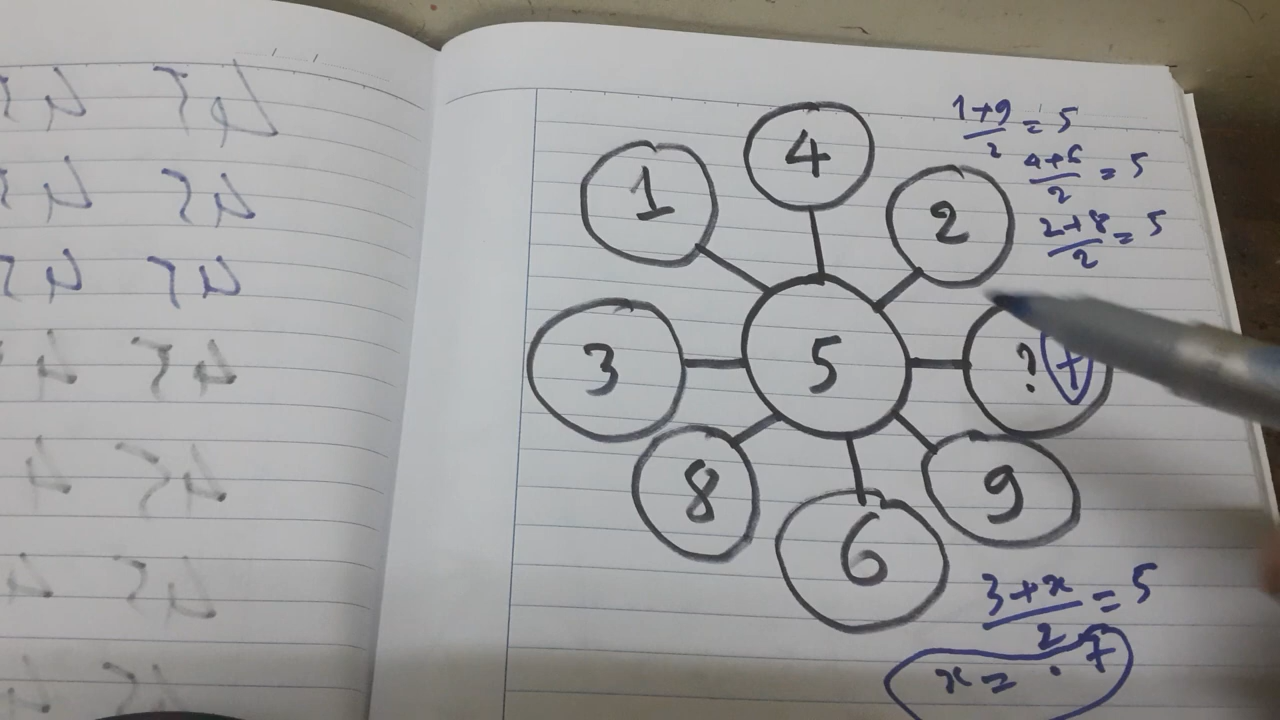 1+9/2 = 5
4
4+6/2 = 5
1
2
2+8/2 = 5
3
5
? 7
8
9
6
3+x/2 = 5
x = 7